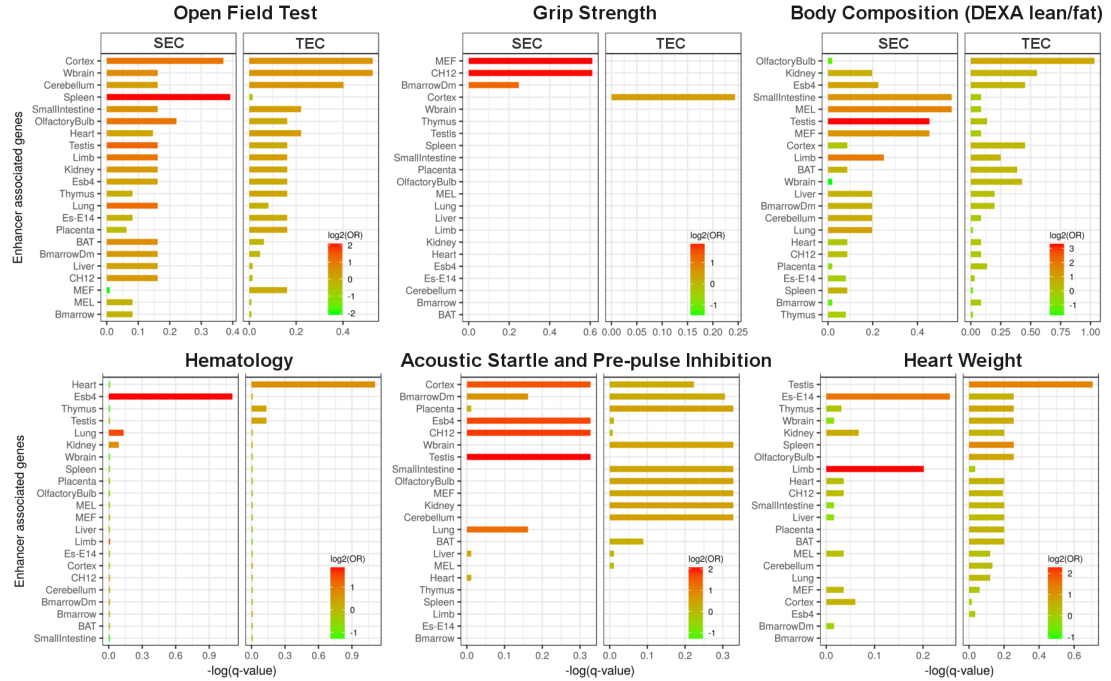 Open Field Test
SEC
TEC
Enhancer associated genes
Cortex
Wbrain
Cerebellum
Spleen
SmallIntestine
OlfactoryBulb
Heart
Testis
Limb
Kidney
Esb4
Thymus
Lung
Es-E14
Placenta
BAT
BmarrowDm
Liver
CH12
MEF
MEL
Bmarrow
log2(OR)
2
1
0
-1
-2
0.0 0.1 0.2 0.3 0.4
0.0 0.2 0.4
Grip Strength
SEC
TEC
MEF
CH12
BmarrowDm
Cortex
Wbrain
Thymus
Testis
Spleen
SmallIntestine
Placenta
OlfactoryBulb
MEL
Lung
Liver
Limb
Kidney
Heart
Esb4
Es-E14
Cerebellum
Bmarrow
BAT
log2(OR)
1
0
-1
0.0 0.2 0.4 0.6
0.00 0.05 0.10 0.15 0.20 0.25
Body Composition (DEXA lean/fat)
SEC
TEC
OlfactoryBulb
Kidney
Esb4
SmallIntestine
MEL
Testis
MEF
Cortex
Limb
BAT
Wbrain
Liver
BmarrowDm
Cerebellum
Lung
Heart
CH12
Placenta
Es-E14
Spleen
Bmarrow
Thymus
log2(OR)
3
2
1
0
-1
0.0 0.2 0.4
0.00 0.25 0.50 0.75 1.00
Hematology
Enhancer associated genes
Heart
Esb4
Thymus
Testis
Lung
Kidney
Wbrain
Spleen
Placenta
OlfactoryBulb
MEL
MEF
Liver
Limb
Es-E14
Cortex
CH12
Cerebellum
BmarrowDm
Bmarrow
BAT
SmallIntestine
log2(OR)
2
1
0
-1
0.0 0.3 0.6 0.9
0.0 0.3 0.6 0.9
-log(q-value)
Acoustic Startle and Pre-pulse Inhibition
Cortex
BmarrowDm
Placenta
Esb4
CH12
Wbrain
Testis
SmallIntestine
OlfactoryBulb
MEF
Kidney
Cerebellum
Lung
BAT
Liver
MEL
Heart
Thymus
Spleen
Limb
Es-E14
Bmarrow
log2(OR)
2
1
0
-1
0.0 0.1 0.2 0.3
0.0 0.1 0.2 0.3
-log(q-value)
Heart Weight
Testis
Es-E14
Thymus
Wbrain
Kidney
Spleen
OlfactoryBulb
Limb
Heart
CH12
SmallIntestine
Liver
Placenta
BAT
MEL
Cerebellum
Lung
MEF
Cortex
Esb4
BmarrowDm
Bmarrow
log2(OR)
2
1
0
-1
0.0 0.1 0.2
0.0 0.2 0.4 0.6
-log(q-value)